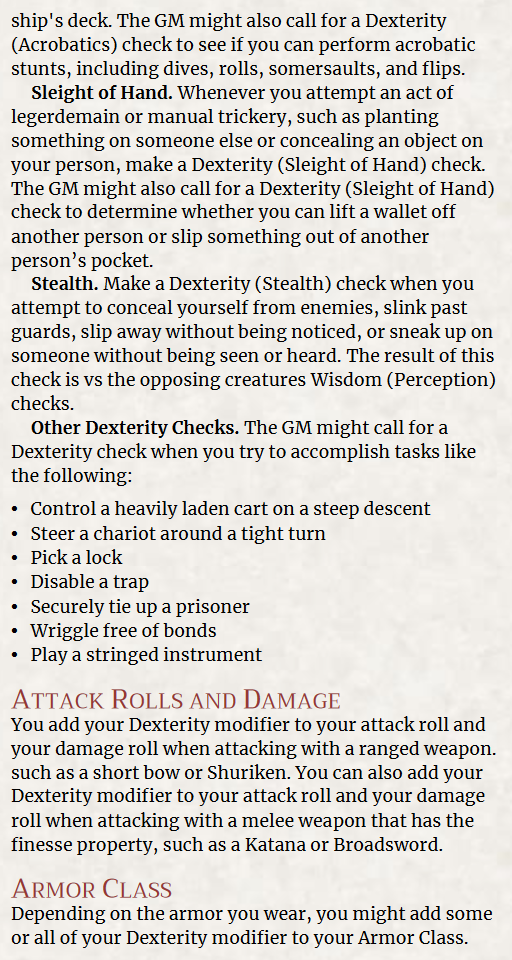 ship's deck. The GM might also call for a Dexterity
(Acrobatics) check to see if you can perform acrobatic
stunts, including dives, rolls, somersaults, and flips.
Sleight of Hand. Whenever you attempt an act of
legerdemain or manual trickery, such as planting
something on someone else or concealing an object on
your person, make a Dexterity (Sleight of Hand) check.
The GM might also call for a Dexterity (Sleight of Hand)
check to determine whether you can lift a wallet off
another person or slip something out of another
person’s pocket.
Stealth. Make a Dexterity (Stealth) check when you
attempt to conceal yourself from enemies, slink past
guards, slip away without being noticed, or sneak up on
someone without being seen or heard. The result of this
check is vs the opposing creatures Wisdom (Perception)
checks.
Other Dexterity Checks. The GM might call for a
Dexterity check when you try to accomplish tasks like
the following:
• Control a heavily laden cart on a steep descent
• Steer a chariot around a tight turn
• Pick a lock
• Disable a trap
• Securely tie up a prisoner
• Wriggle free of bonds
• Play a stringed instrument
Attack Rolls and Damage
You add your Dexterity modifier to your attack roll and
your damage roll when attacking with a ranged weapon.
such as a short bow or Shuriken. You can also add your
Dexterity modifier to your attack roll and your damage
roll when attacking with a melee weapon that has the
finesse property, such as a Katana or Broadsword.
Armor Class
Depending on the armor you wear, you might add some
or all of your Dexterity modifier to your Armor Class.